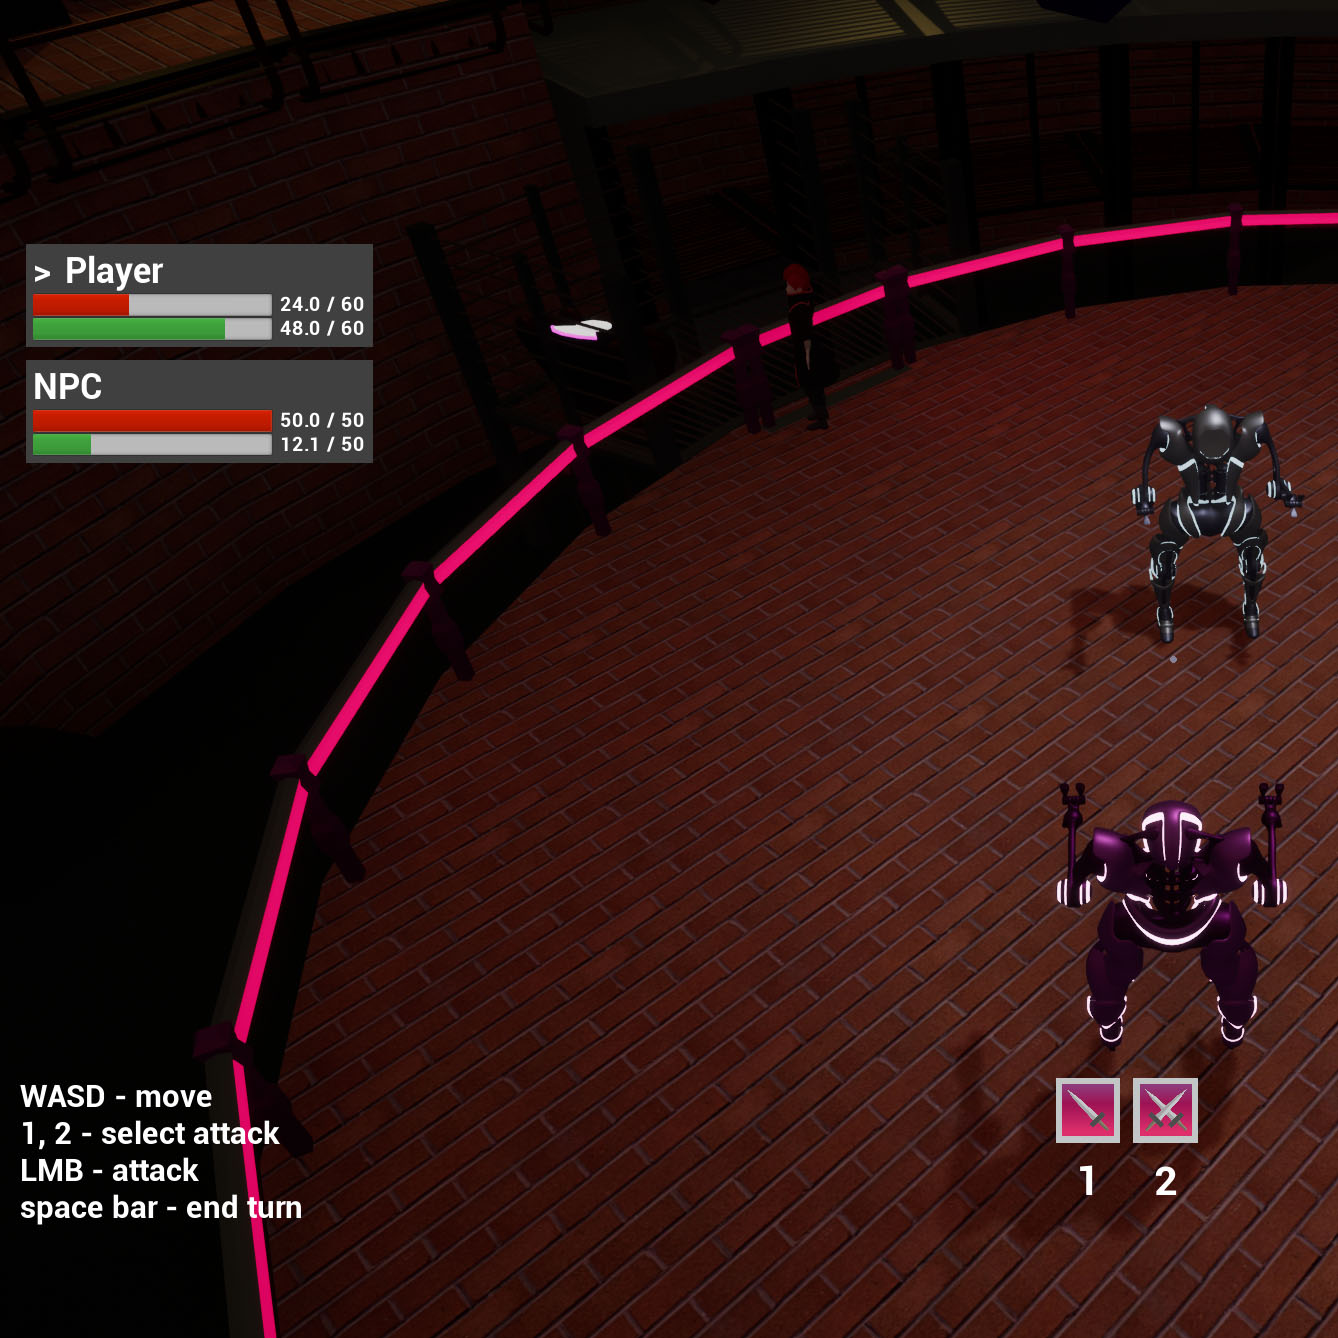 > Player
24.0 / 60
48.0 / 60
NPC
50.0 / 50
12.1 / 50
WASD - move
1, 2 - select attack
LMB - attack
space bar - end turn
1 2